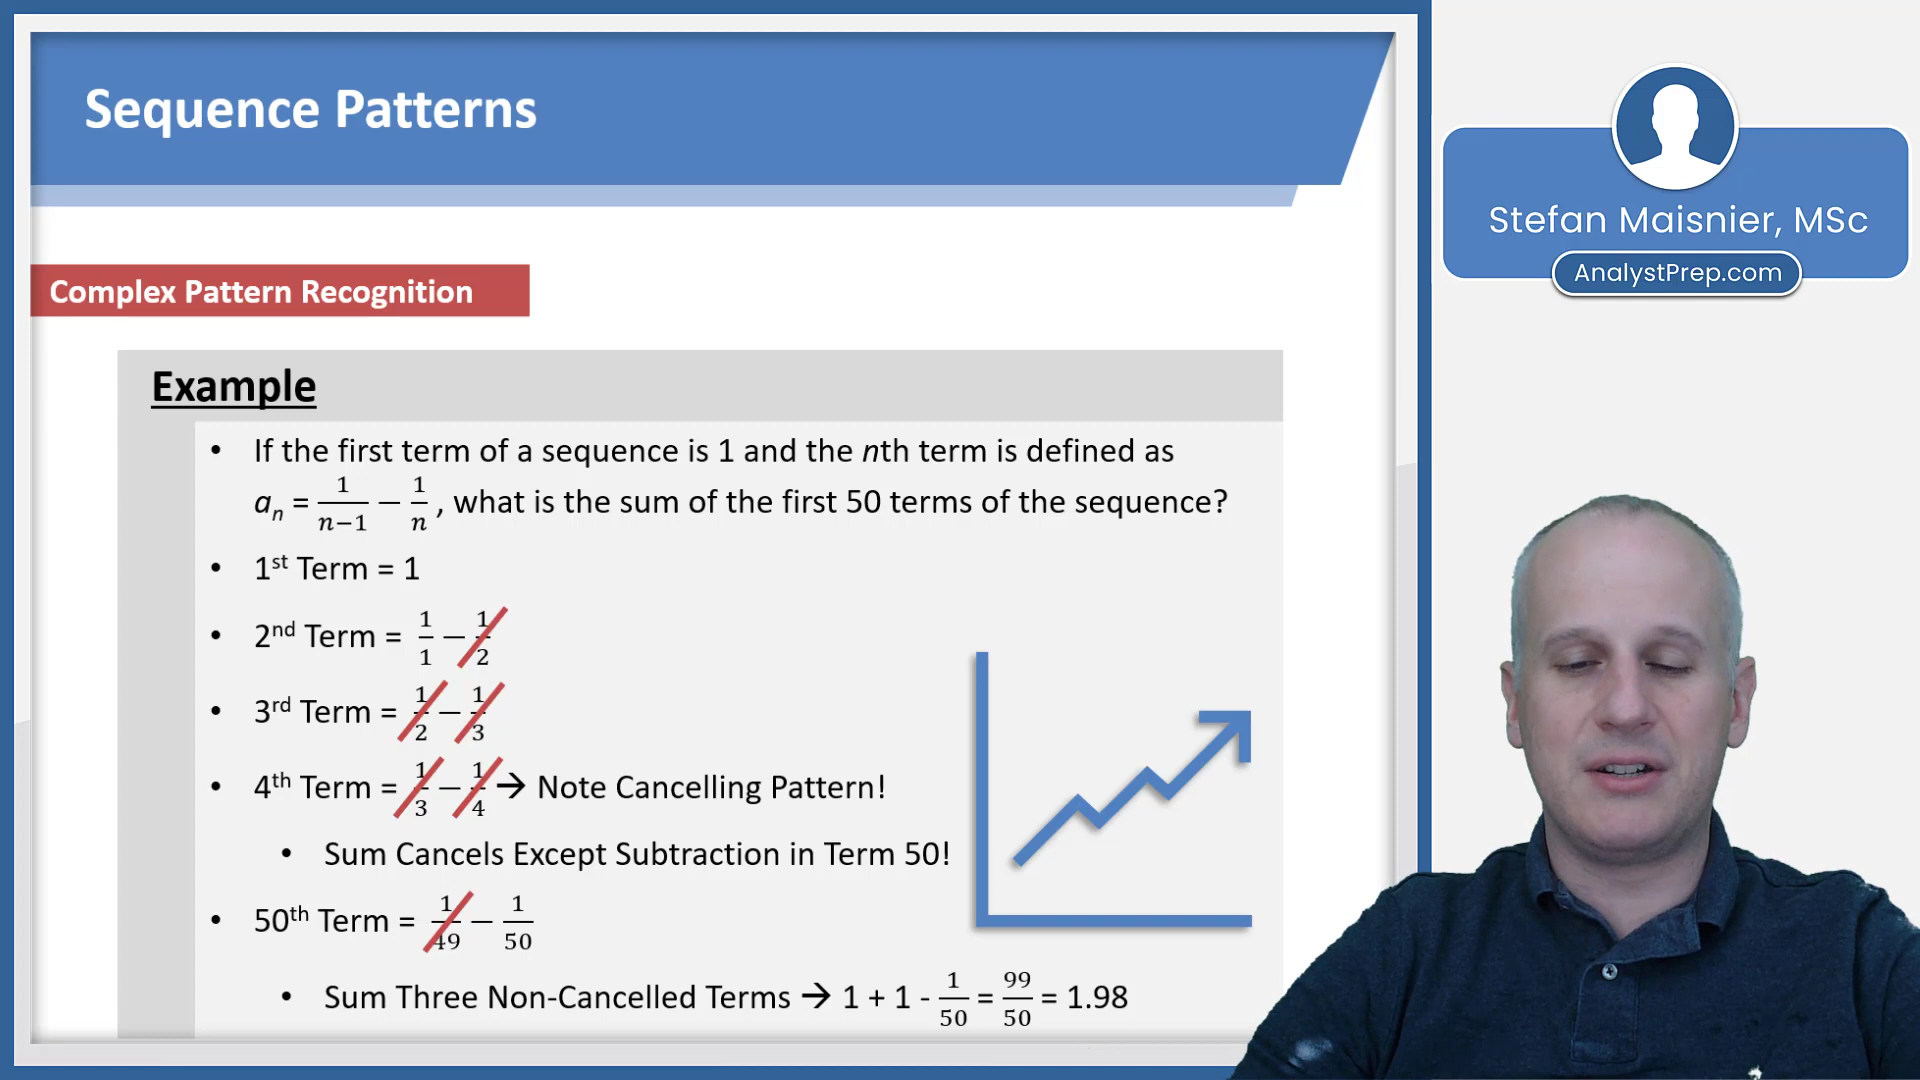 Sequence Patterns
Stefan Maisnier, MSc
AnalystPrep.com
Complex Pattern Recognition
Example
• If the first term of a sequence is 1 and the nth term is defined as
aₙ = 1/(n−1) − 1/n, what is the sum of the first 50 terms of the sequence?
• 1st Term = 1
• 2nd Term = 1/1 − 1/2
• 3rd Term = 1/2 − 1/3
• 4th Term = 1/3 − 1/4 → Note Cancelling Pattern!
• Sum Cancels Except Subtraction in Term 50!
• 50th Term = 1/49 − 1/50
• Sum Three Non-Cancelled Terms → 1 + 1 - 1/50 = 99/50 = 1.98